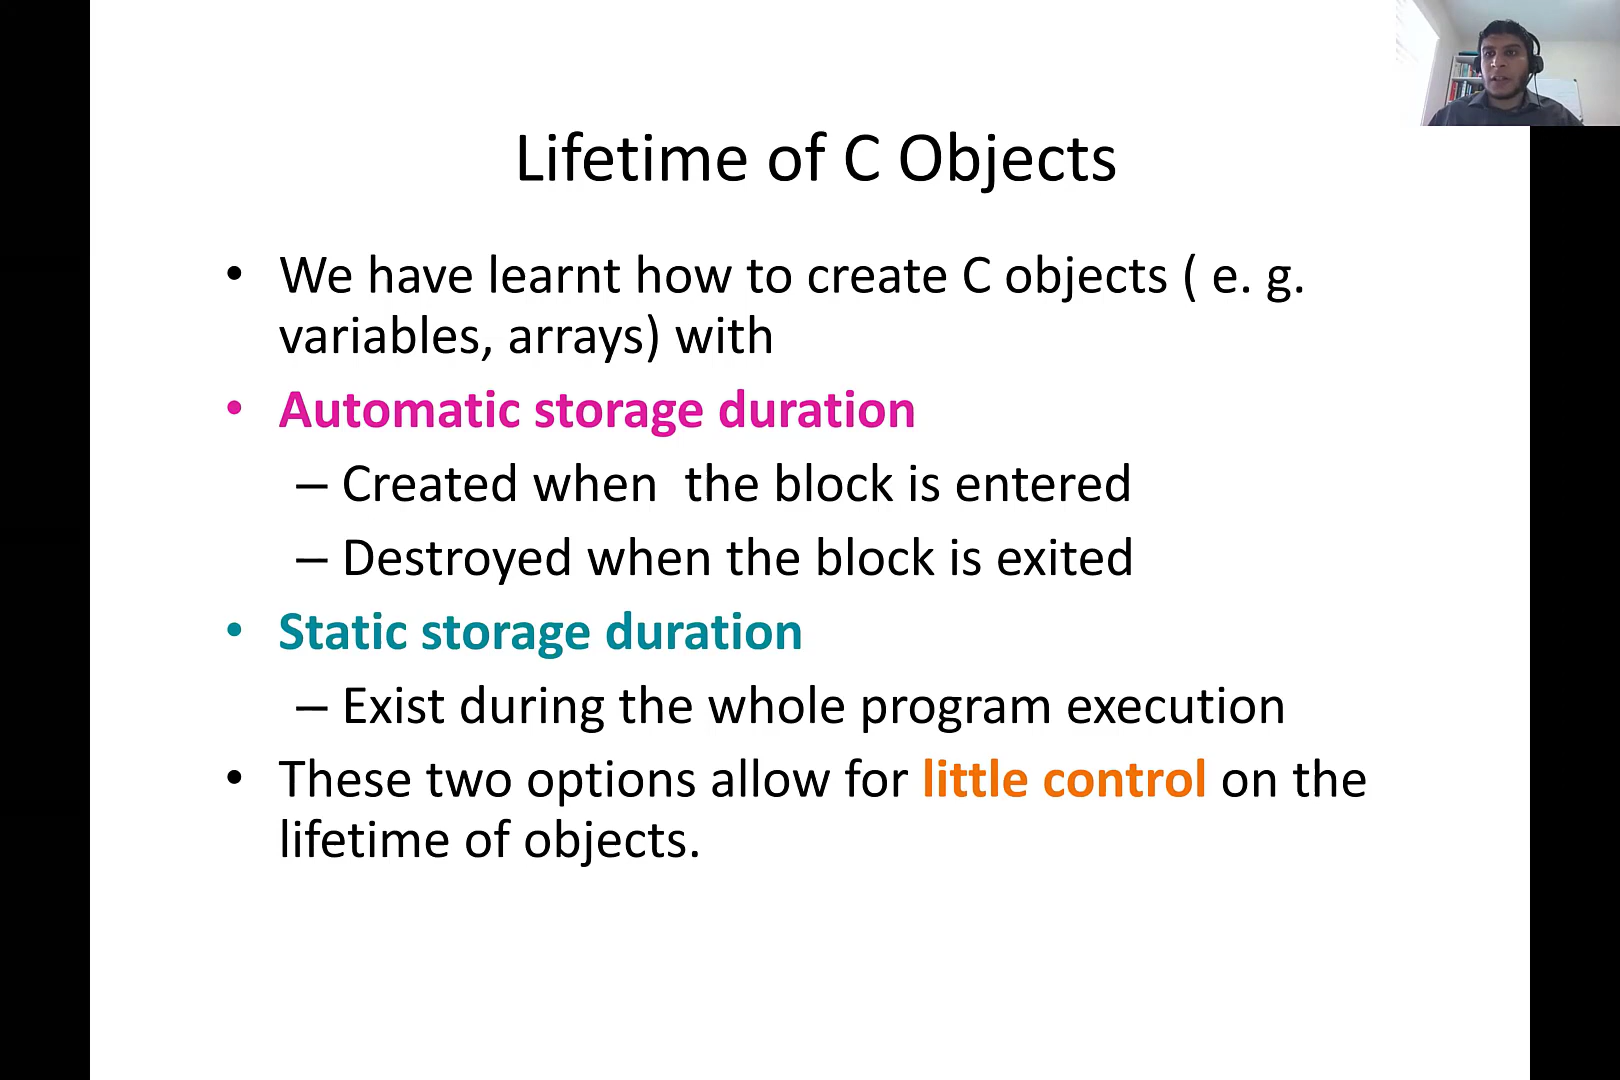 Lifetime of C Objects
• We have learnt how to create C objects ( e. g.
variables, arrays) with
• Automatic storage duration
– Created when  the block is entered
– Destroyed when the block is exited
• Static storage duration
– Exist during the whole program execution
• These two options allow for little control on the
lifetime of objects.